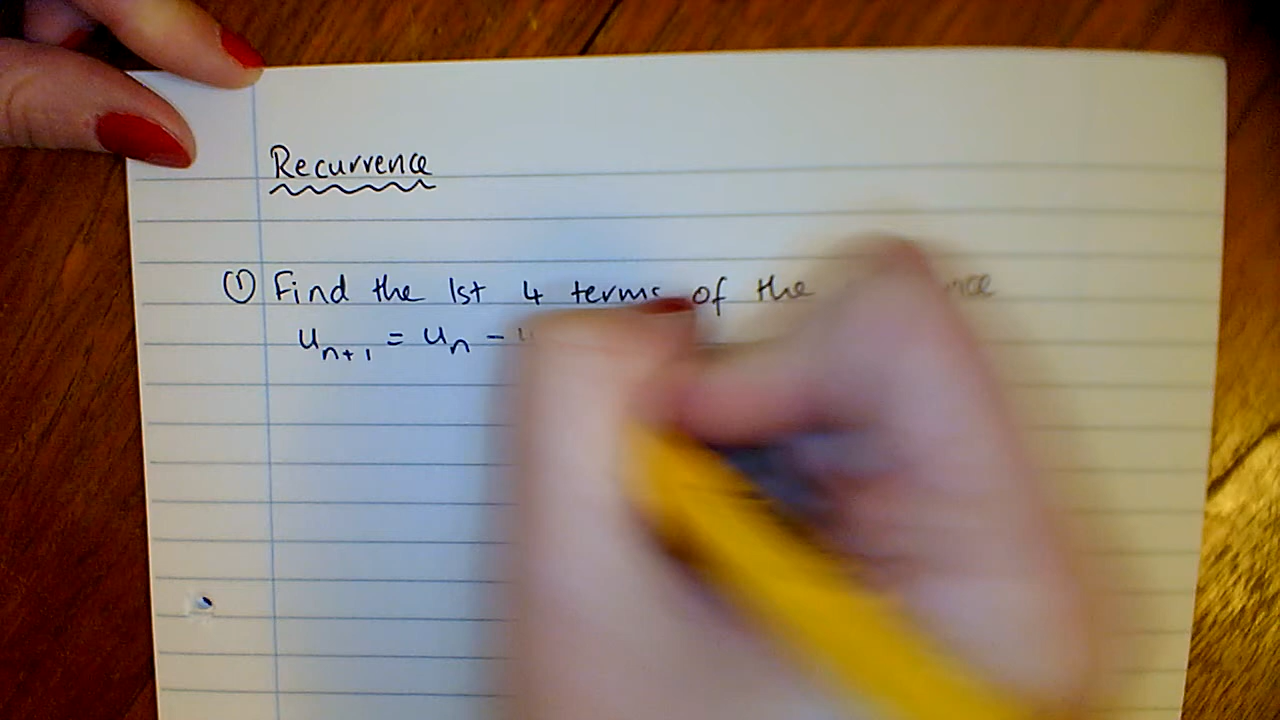 Recurrence
① Find the 1st 4 terms of the
u_{n+1} = u_n -